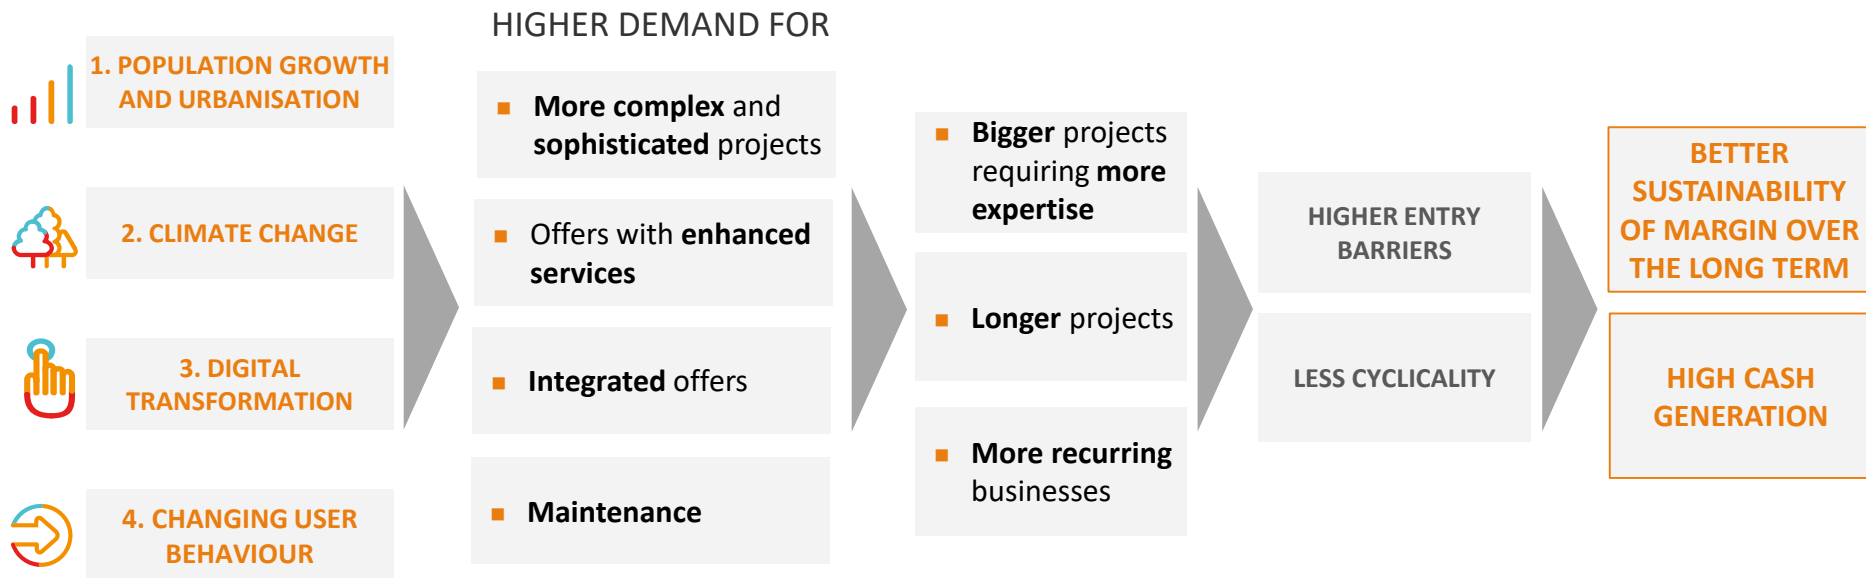 HIGHER DEMAND FOR
1. POPULATION GROWTH
AND URBANISATION
2. CLIMATE CHANGE
3. DIGITAL
TRANSFORMATION
4. CHANGING USER
BEHAVIOUR
More complex and
sophisticated projects
Offers with enhanced
services
Integrated offers
Maintenance
Bigger projects
requiring more
expertise
Longer projects
More recurring
businesses
HIGHER ENTRY
BARRIERS
LESS CYCLICALITY
BETTER
SUSTAINABILITY
OF MARGIN OVER
THE LONG TERM
HIGH CASH
GENERATION